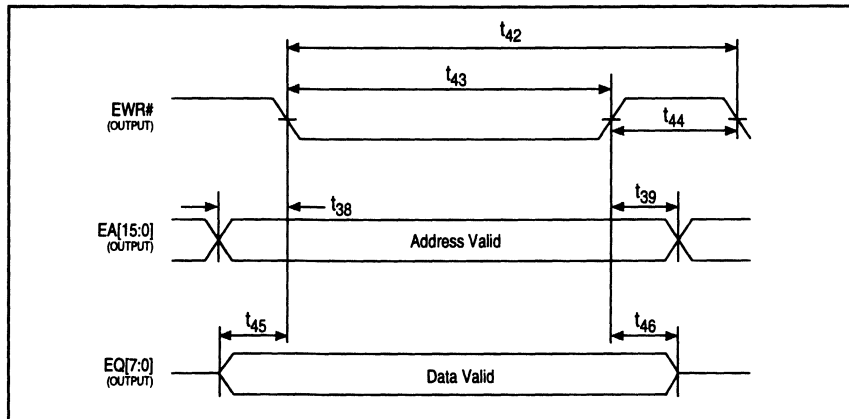 t42
t43
EWR#
(OUTPUT)
t44
t38
t39
EA[15:0]
(OUTPUT)
Address Valid
t45
t46
EQ[7:0]
(OUTPUT)
Data Valid